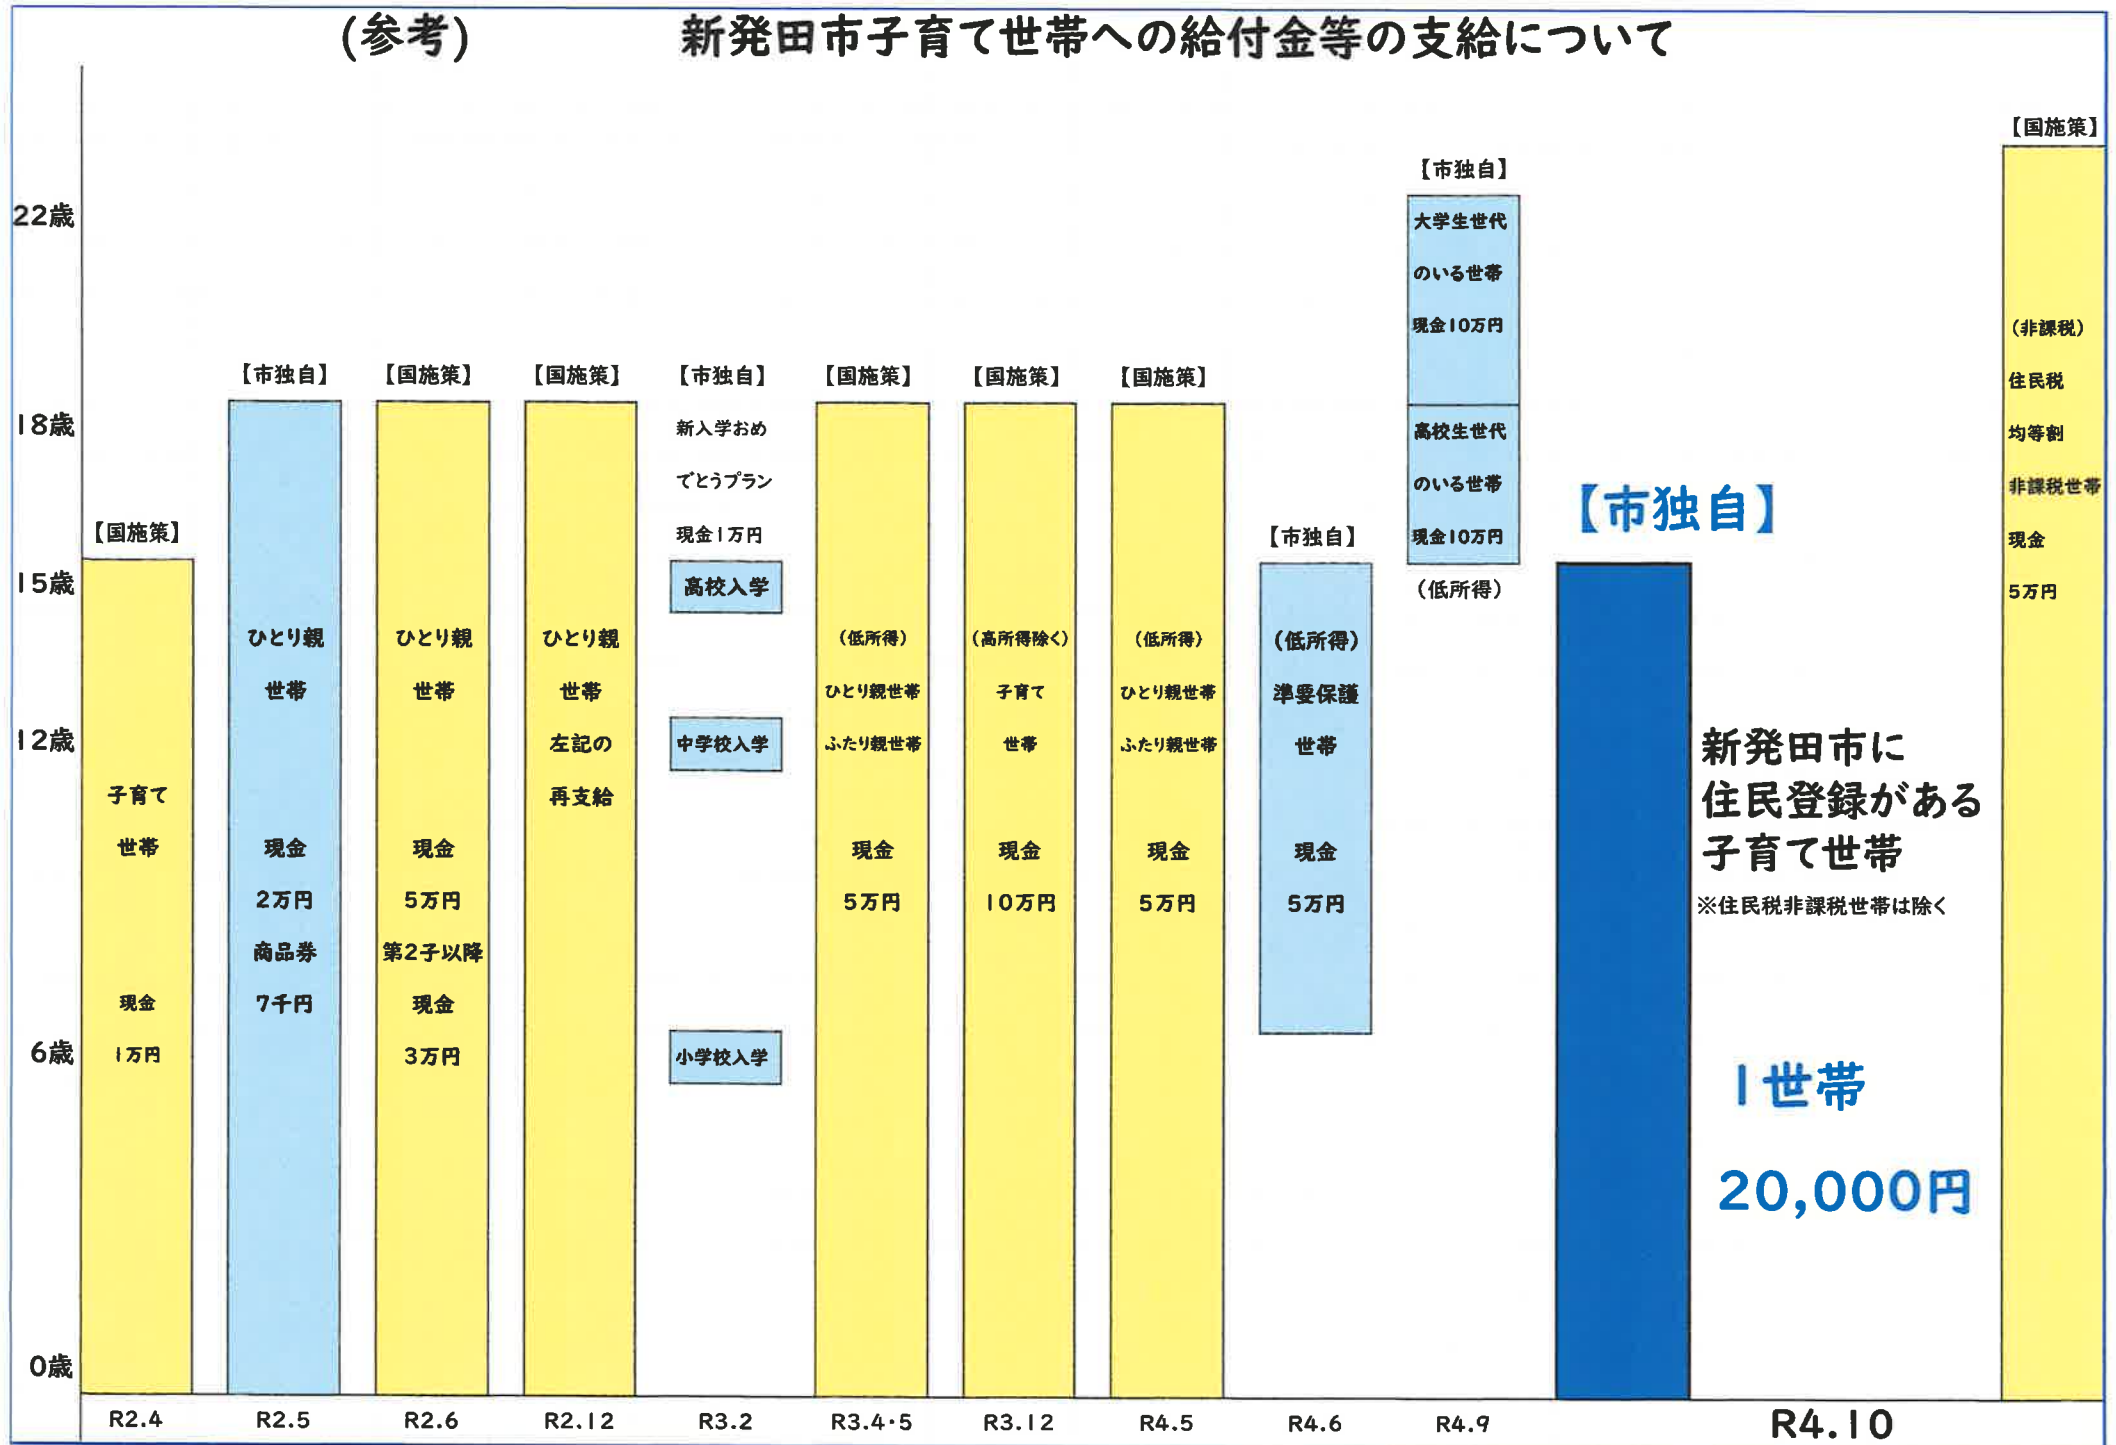 (参考)　新発田市子育て世帯への給付金等の支給について
22歳
18歳
15歳
12歳
6歳
0歳
【国施策】
子育て
世帯
現金
1万円
R2.4
【市独自】
ひとり親
世帯
現金
2万円
商品券
7千円
R2.5
【国施策】
ひとり親
世帯
現金
5万円
第2子以降
現金
3万円
R2.6
【国施策】
ひとり親
世帯
左記の
再支給
R2.12
【市独自】
新入学おめ
でとうプラン
現金1万円
高校入学
中学校入学
小学校入学
R3.2
【国施策】
(低所得)
ひとり親世帯
ふたり親世帯
現金
5万円
R3.4・5
【国施策】
(高所得除く)
子育て
世帯
現金
10万円
R3.12
【国施策】
(低所得)
ひとり親世帯
ふたり親世帯
現金
5万円
R4.5
【市独自】
(低所得)
準要保護
世帯
現金
5万円
R4.6
【市独自】
大学生世代
のいる世帯
現金10万円
高校生世代
のいる世帯
現金10万円
(低所得)
R4.9
【市独自】
新発田市に
住民登録がある
子育て世帯
※住民税非課税世帯は除く
1世帯
20,000円
R4.10
【国施策】
(非課税)
住民税
均等割
非課税世帯
現金
5万円